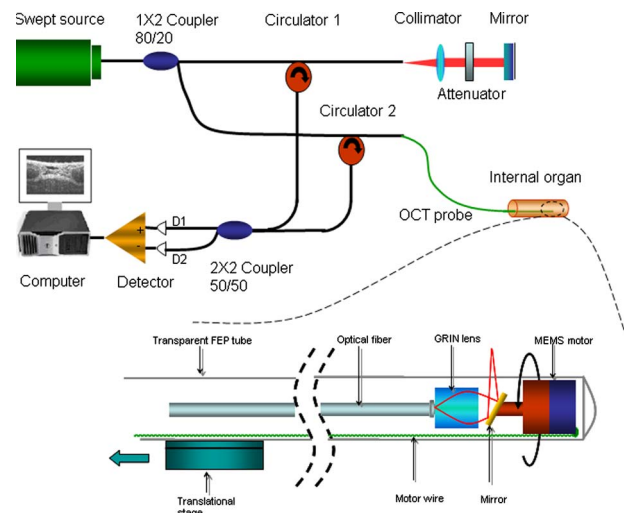 Swept source
1X2 Coupler
80/20
Circulator 1
Collimator
Mirror
Attenuator
Circulator 2
Internal organ
OCT probe
D1
+
-
D2
Computer
Detector
2X2 Coupler
50/50
Transparent FEP tube
Optical fiber
GRIN lens
MEMS motor
Translational
stage
Motor wire
Mirror